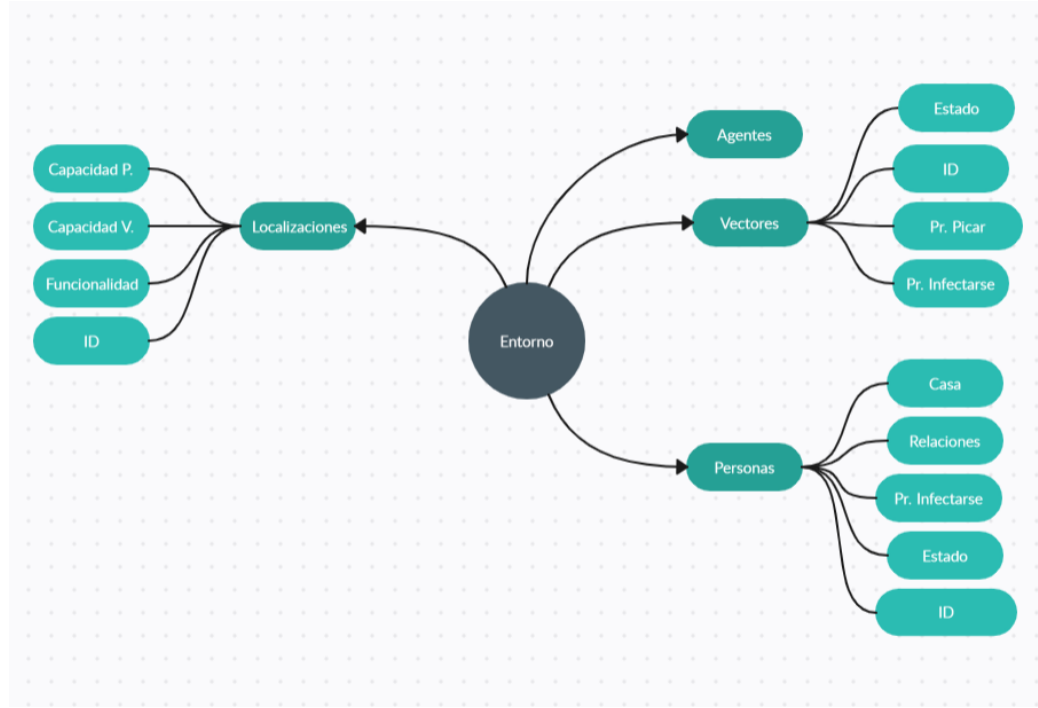 Estado
Agentes
Capacidad P.
ID
Capacidad V.
Localizaciones
Vectores
Pr. Picar
Funcionalidad
Pr. Infectarse
ID
Entorno
Casa
Relaciones
Personas
Pr. Infectarse
Estado
ID